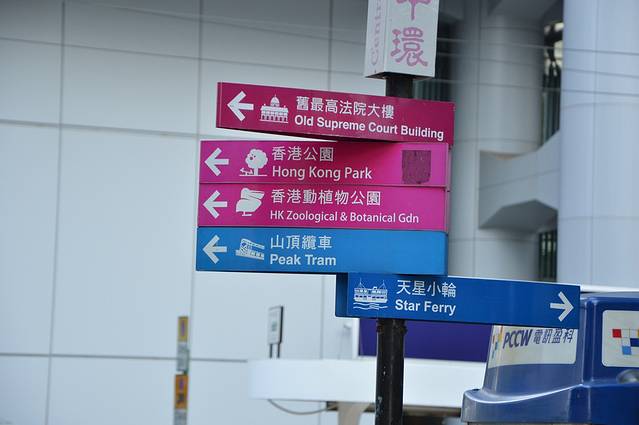 中環
Central
舊最高法院大樓
Old Supreme Court Building
香港公園
Hong Kong Park
香港動植物公園
HK Zoological & Botanical Gdn
山頂纜車
Peak Tram
天星小輪
Star Ferry
PCCW 電訊盈科